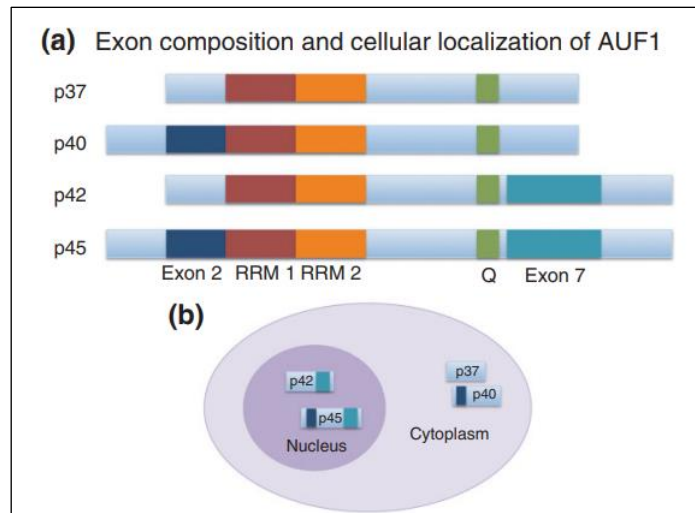 (a) Exon composition and cellular localization of AUF1
p37
p40
p42
p45
Exon 2 RRM 1 RRM 2 Q Exon 7
(b)
p42
p45
Nucleus
p37
p40
Cytoplasm